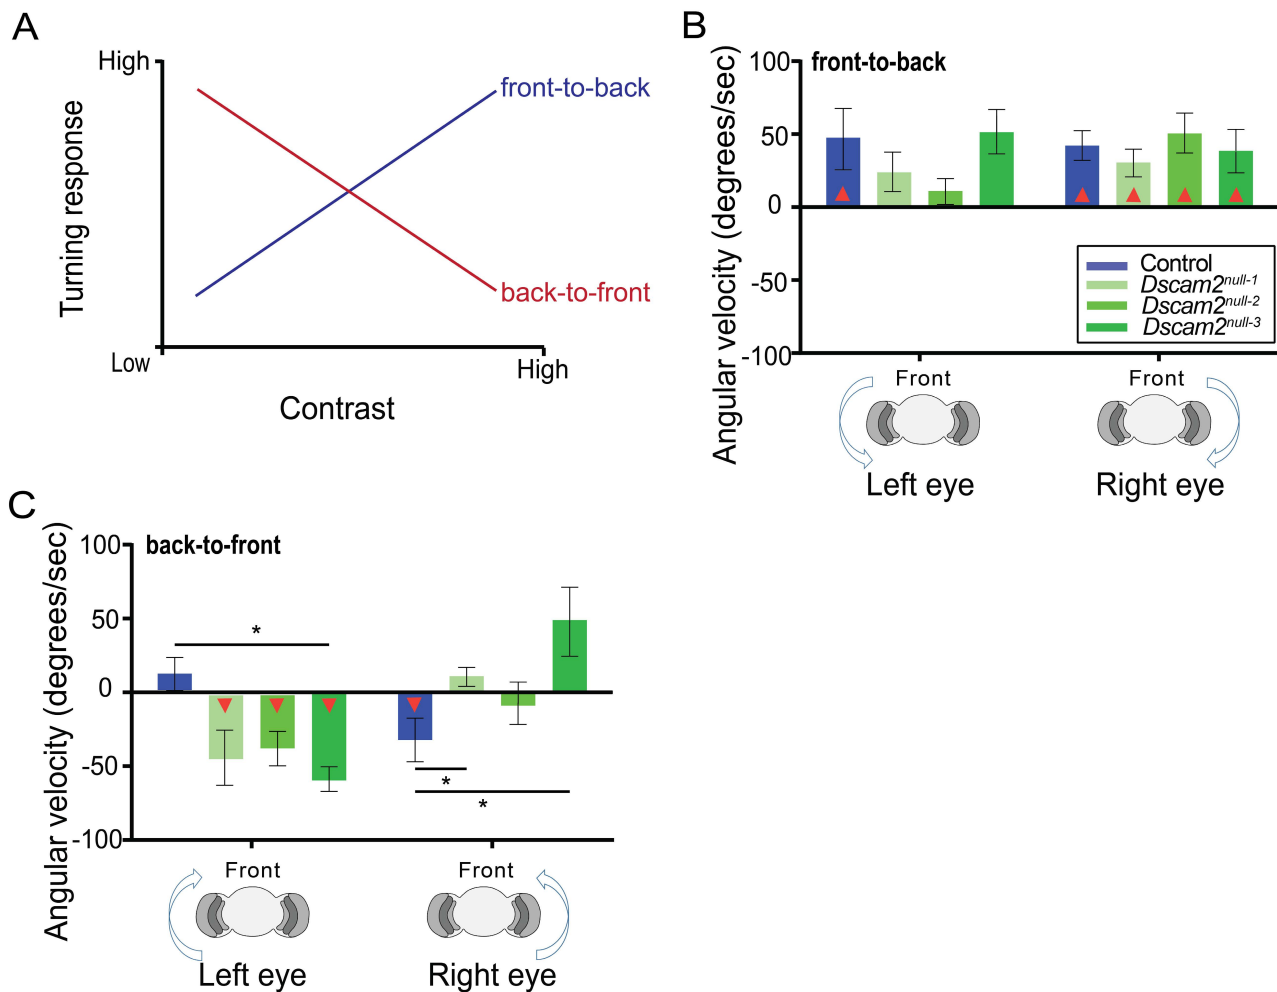 A
High
Turning response
front-to-back
back-to-front
Low
High
Contrast
B
front-to-back
Angular velocity (degrees/sec)
100
50
0
-50
-100
Control
Dscam2null-1
Dscam2null-2
Dscam2null-3
Front
Front
Left eye
Right eye
C
back-to-front
Angular velocity (degrees/sec)
100
50
0
-50
-100
*
*
*
Front
Front
Left eye
Right eye